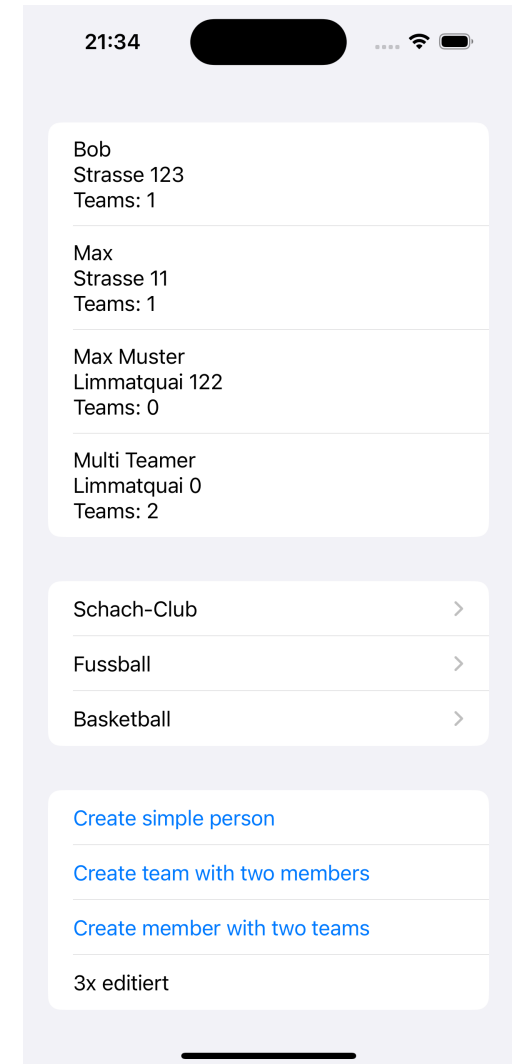 21:34
Bob
Strasse 123
Teams: 1
Max
Strasse 11
Teams: 1
Max Muster
Limmatquai 122
Teams: 0
Multi Teamer
Limmatquai 0
Teams: 2
Schach-Club
Fussball
Basketball
Create simple person
Create team with two members
Create member with two teams
3x editiert